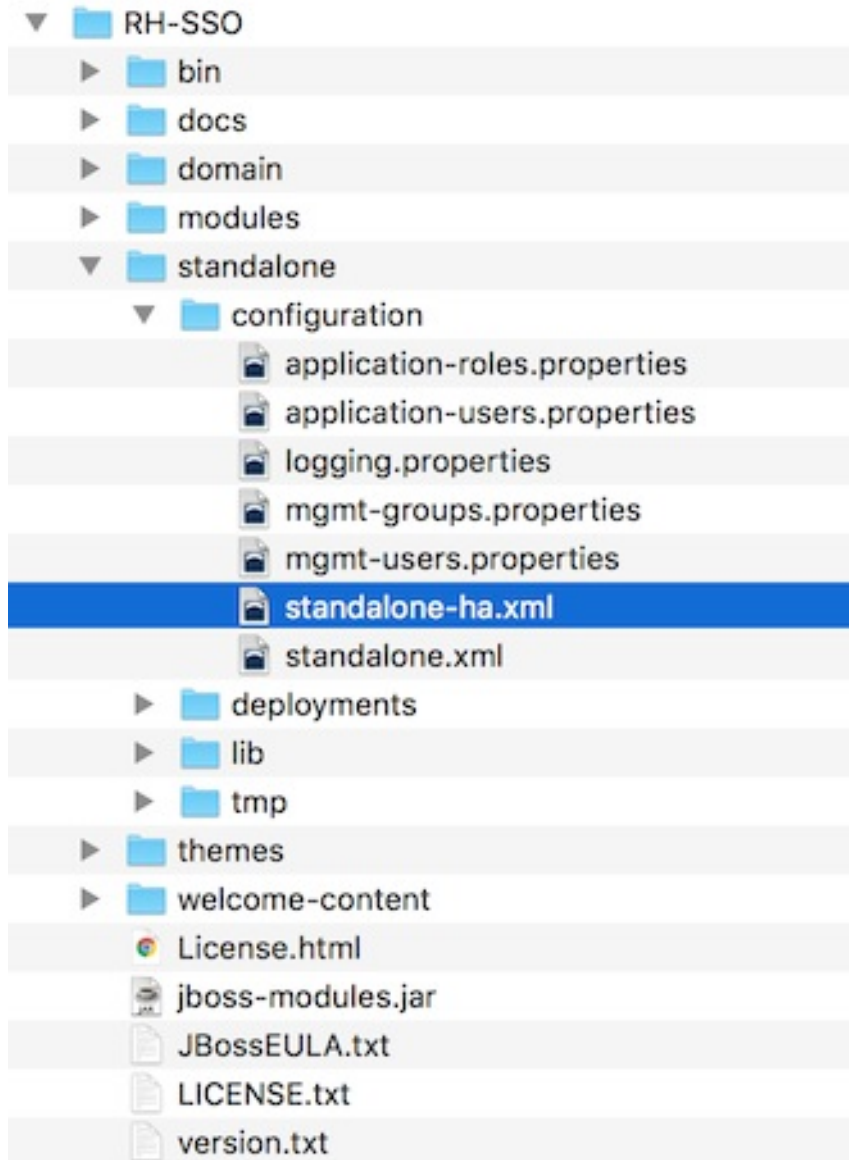 RH-SSO
bin
docs
domain
modules
standalone
configuration
application-roles.properties
application-users.properties
logging.properties
mgmt-groups.properties
mgmt-users.properties
standalone-ha.xml
standalone.xml
deployments
lib
tmp
themes
welcome-content
License.html
jboss-modules.jar
JBossEULA.txt
LICENSE.txt
version.txt